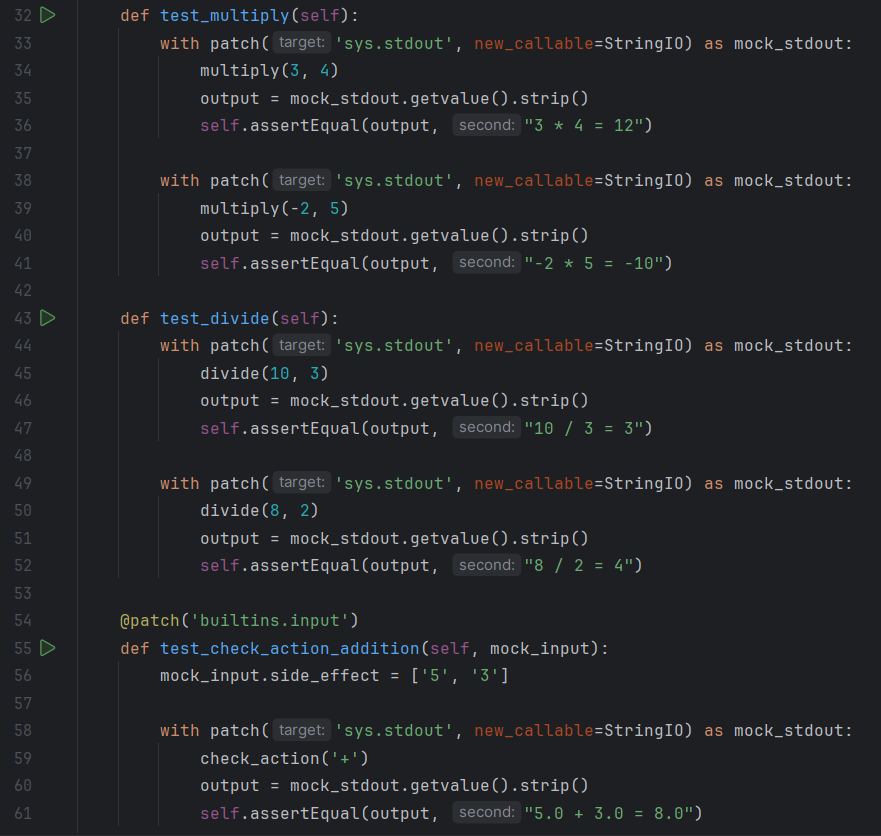 32 def test_multiply(self):
33 with patch( target: 'sys.stdout', new_callable=StringIO) as mock_stdout:
34 multiply(3, 4)
35 output = mock_stdout.getvalue().strip()
36 self.assertEqual(output, second: "3 * 4 = 12")
37
38 with patch( target: 'sys.stdout', new_callable=StringIO) as mock_stdout:
39 multiply(-2, 5)
40 output = mock_stdout.getvalue().strip()
41 self.assertEqual(output, second: "-2 * 5 = -10")
42
43 def test_divide(self):
44 with patch( target: 'sys.stdout', new_callable=StringIO) as mock_stdout:
45 divide(10, 3)
46 output = mock_stdout.getvalue().strip()
47 self.assertEqual(output, second: "10 / 3 = 3")
48
49 with patch( target: 'sys.stdout', new_callable=StringIO) as mock_stdout:
50 divide(8, 2)
51 output = mock_stdout.getvalue().strip()
52 self.assertEqual(output, second: "8 / 2 = 4")
53
54 @patch('builtins.input')
55 def test_check_action_addition(self, mock_input):
56 mock_input.side_effect = ['5', '3']
57
58 with patch( target: 'sys.stdout', new_callable=StringIO) as mock_stdout:
59 check_action('+')
60 output = mock_stdout.getvalue().strip()
61 self.assertEqual(output, second: "5.0 + 3.0 = 8.0")